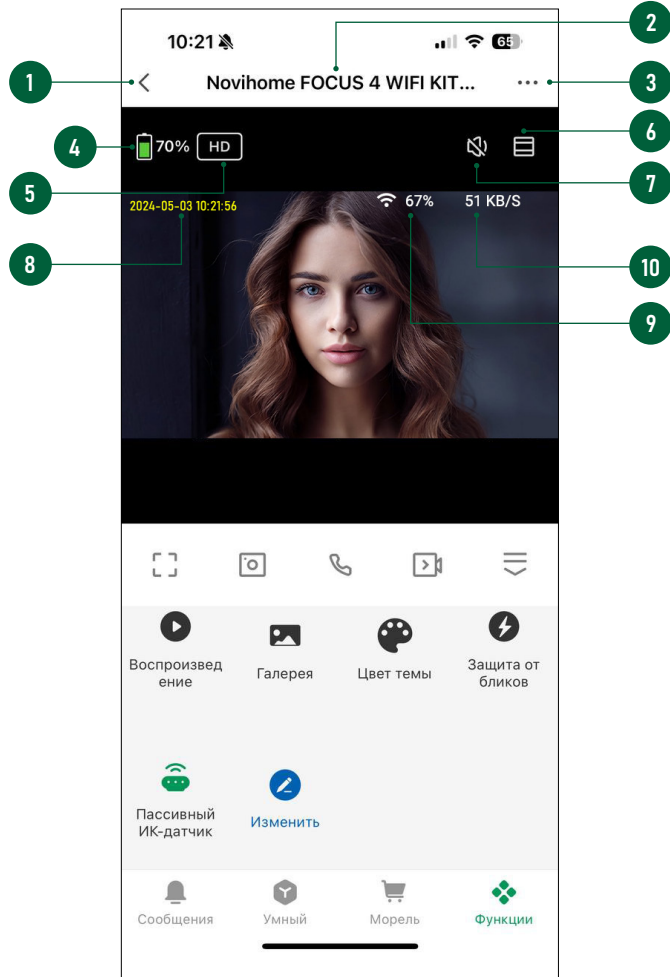 2
10:21 65
1 Novihome FOCUS 4 WIFI KIT... 3
4 70% HD 6
5 7
2024-05-03 10:21:56 67% 51 KB/S
8 10
9
Воспроизвед
ение
Галерея
Цвет темы
Защита от
бликов
Пассивный
ИК-датчик
Изменить
Сообщения Умный Морель Функции